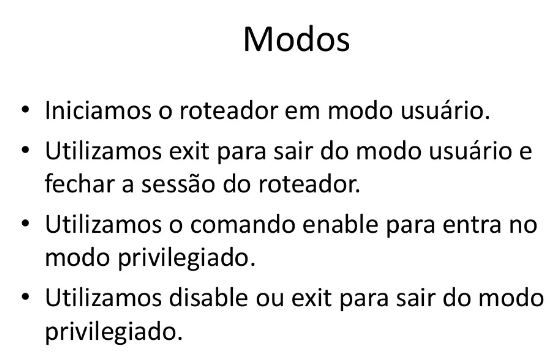 Modos
• Iniciamos o roteador em modo usuário.
• Utilizamos exit para sair do modo usuário e
fechar a sessão do roteador.
• Utilizamos o comando enable para entra no
modo privilegiado.
• Utilizamos disable ou exit para sair do modo
privilegiado.